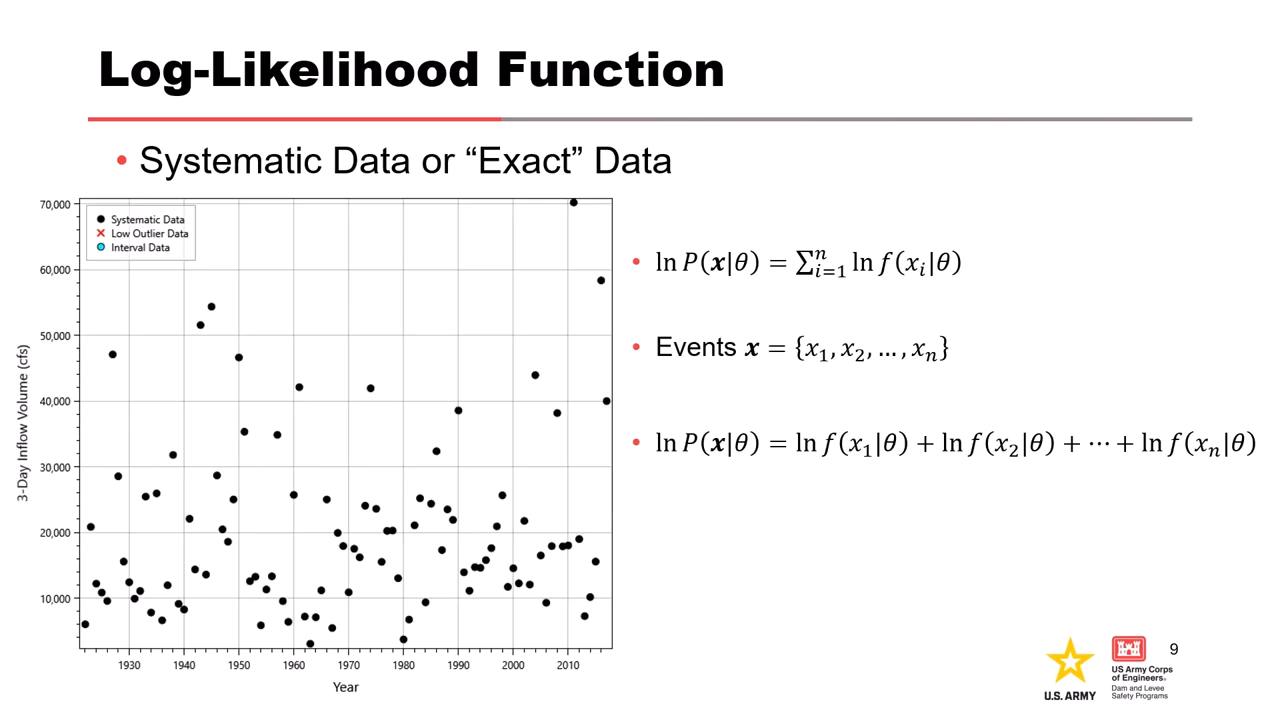 Log-Likelihood Function
• Systematic Data or “Exact” Data
70,000
60,000
50,000
40,000
30,000
20,000
10,000
3-Day Inflow Volume (cfs)
Systematic Data
Low Outlier Data
Interval Data
1930 1940 1950 1960 1970 1980 1990 2000 2010
Year
• ln P(x|θ) = ∑ⁿᵢ₌₁ ln f(xᵢ|θ)
• Events x = {x₁, x₂, … , xₙ}
• ln P(x|θ) = ln f(x₁|θ) + ln f(x₂|θ) + ⋯ + ln f(xₙ|θ)
U.S. ARMY
US Army Corps
of Engineers®
Dam and Levee
Safety Programs
9